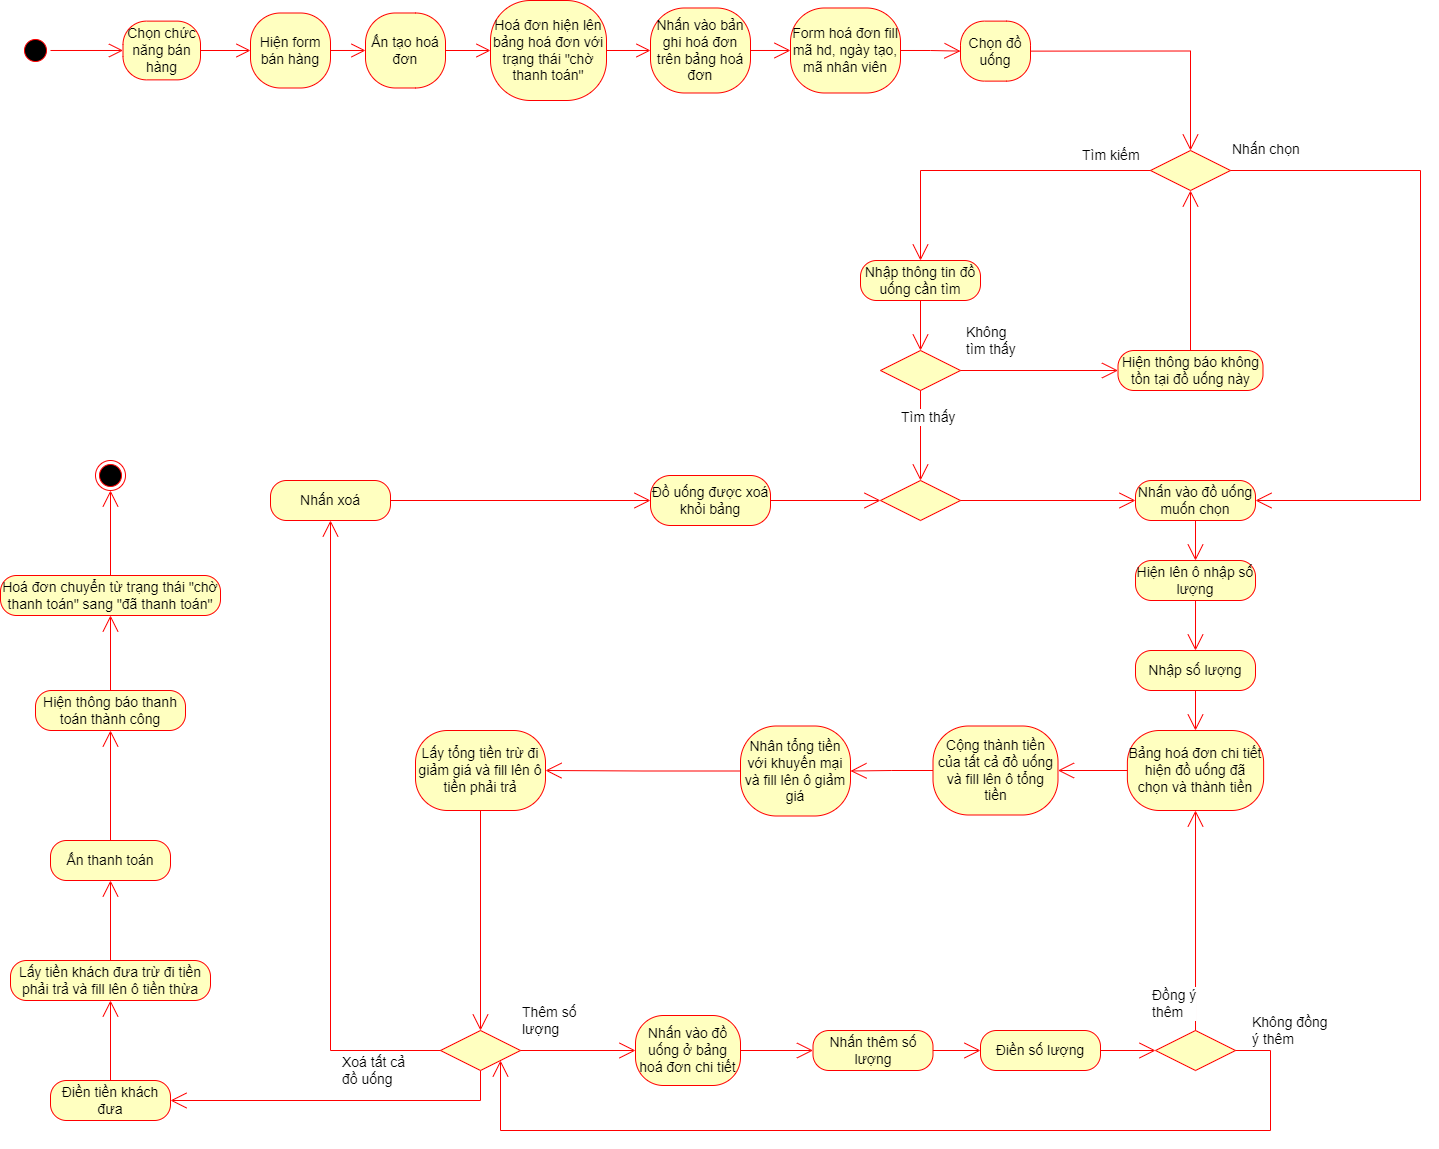 Chọn chức
năng bán
hàng
Hiện form
bán hàng
Ấn tạo hoá
đơn
Hoá đơn hiện lên
bảng hoá đơn với
trạng thái "chờ
thanh toán"
Nhấn vào bản
ghi hoá đơn
trên bảng hoá
đơn
Form hoá đơn fill
mã hd, ngày tạo,
mã nhân viên
Chọn đồ
uống
Tìm kiếm
Nhấn chọn
Nhập thông tin đồ
uống cần tìm
Không
tìm thấy
Hiện thông báo không
tồn tại đồ uống này
Tìm thấy
Nhấn xoá
Đồ uống được xoá
khỏi bảng
Nhấn vào đồ uống
muốn chọn
Hiện lên ô nhập số
lượng
Nhập số lượng
Bảng hoá đơn chi tiết
hiện đồ uống đã
chọn và thành tiền
Cộng thành tiền
của tất cả đồ uống
và fill lên ô tổng
tiền
Nhân tổng tiền
với khuyến mại
và fill lên ô giảm
giá
Lấy tổng tiền trừ đi
giảm giá và fill lên ô
tiền phải trả
Hoá đơn chuyển từ trạng thái "chờ
thanh toán" sang "đã thanh toán"
Hiện thông báo thanh
toán thành công
Ấn thanh toán
Lấy tiền khách đưa trừ đi tiền
phải trả và fill lên ô tiền thừa
Điền tiền khách
đưa
Xoá tất cả
đồ uống
Thêm số
lượng
Nhấn vào đồ
uống ở bảng
hoá đơn chi tiết
Nhấn thêm số
lượng
Điền số lượng
Đồng ý
thêm
Không đồng
ý thêm